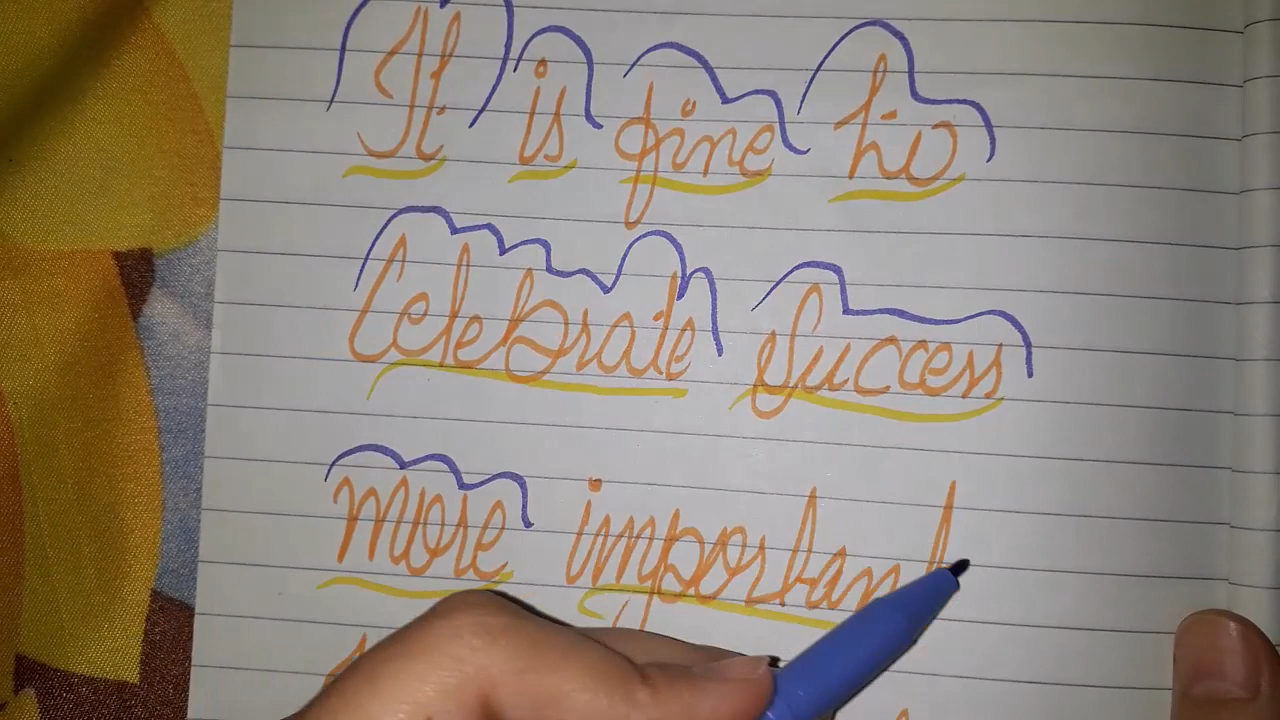 It is fine to
Celebrate Success
more important